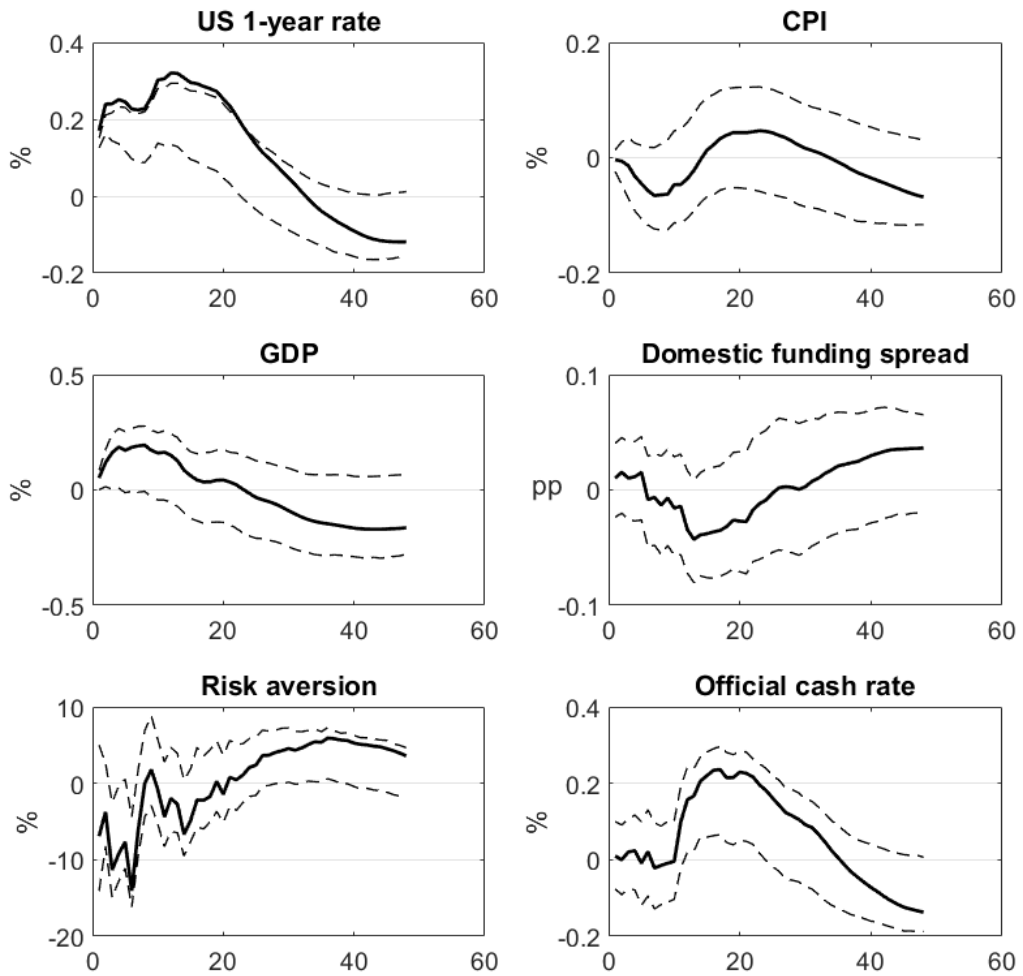 US 1-year rate
0.4
0.2
0
-0.2
%
0 20 40 60
CPI
0.2
0
-0.2
%
0 20 40 60
GDP
0.5
0
-0.5
%
0 20 40 60
Domestic funding spread
0.1
0
-0.1
pp
0 20 40 60
Risk aversion
10
0
-10
-20
%
0 20 40 60
Official cash rate
0.4
0.2
0
-0.2
%
0 20 40 60